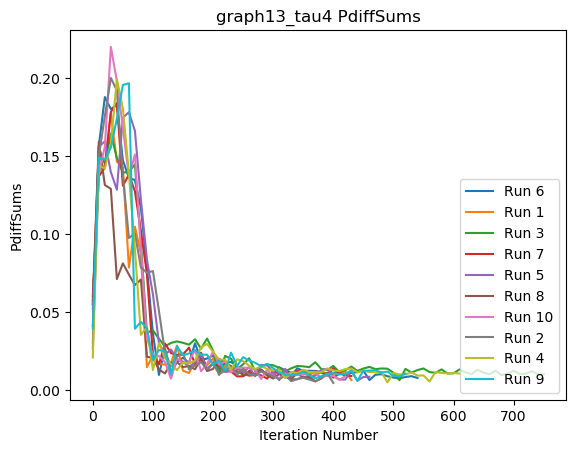 graph13_tau4 PdiffSums
PdiffSums
0.20
0.15
0.10
0.05
0.00
0
100
200
300
400
500
600
700
Iteration Number
Run 6
Run 1
Run 3
Run 7
Run 5
Run 8
Run 10
Run 2
Run 4
Run 9